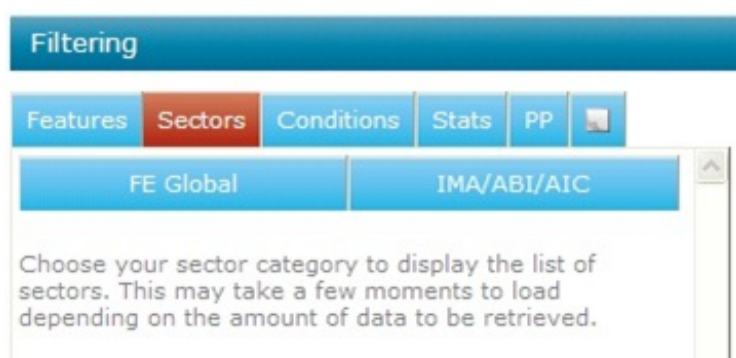 Filtering
Features Sectors Conditions Stats PP
FE Global IMA/ABI/AIC
Choose your sector category to display the list of
sectors. This may take a few moments to load
depending on the amount of data to be retrieved.